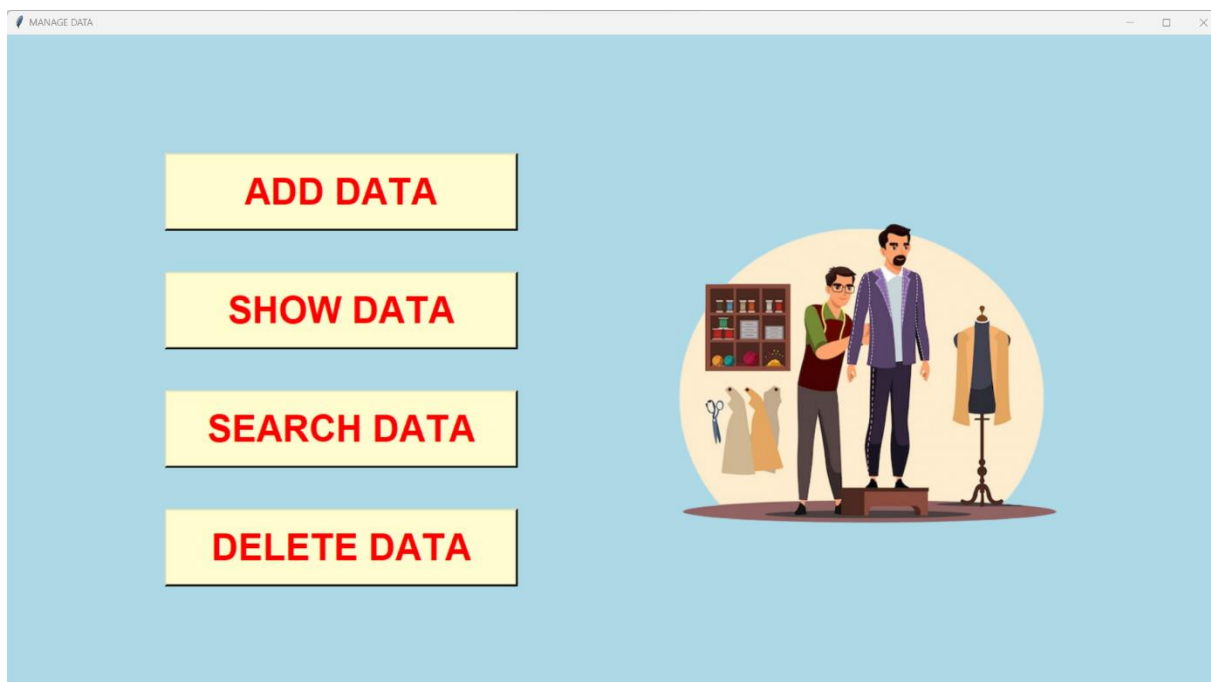 MANAGE DATA
ADD DATA
SHOW DATA
SEARCH DATA
DELETE DATA